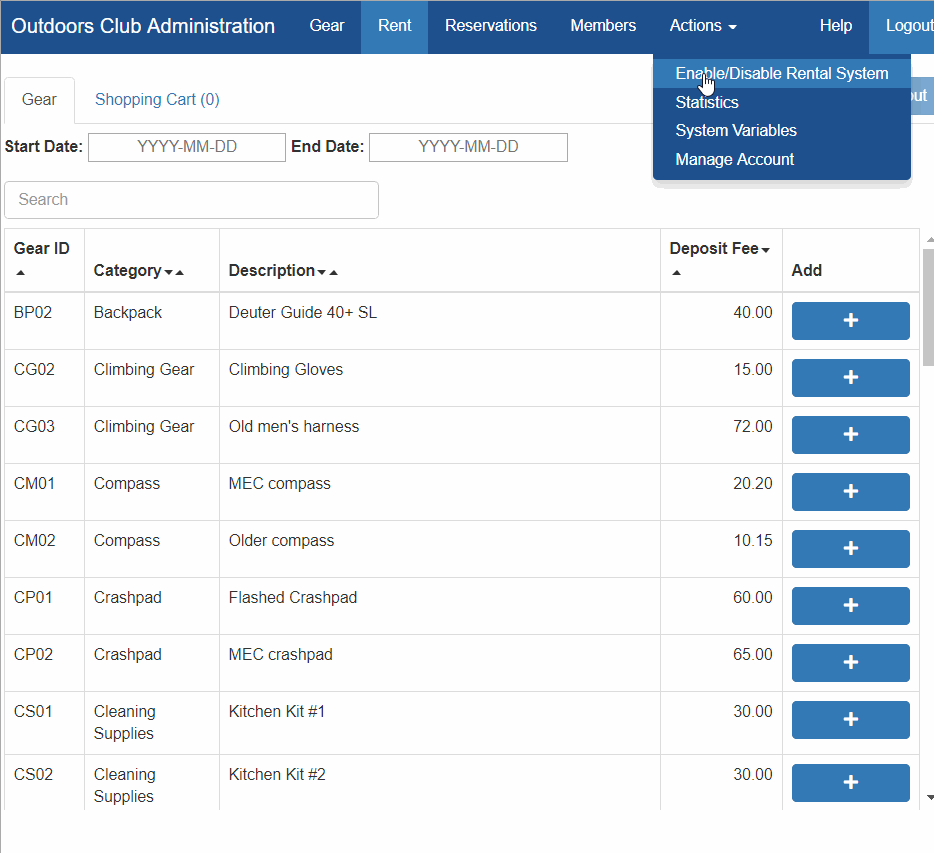 Outdoors Club Administration Gear Rent Reservations Members Actions Help Logout
Enable/Disable Rental System
Statistics
System Variables
Manage Account
Gear Shopping Cart (0)
Start Date: YYYY-MM-DD End Date: YYYY-MM-DD
Search
Gear ID Category Description Deposit Fee Add
BP02 Backpack Deuter Guide 40+ SL 40.00
CG02 Climbing Gear Climbing Gloves 15.00
CG03 Climbing Gear Old men's harness 72.00
CM01 Compass MEC compass 20.20
CM02 Compass Older compass 10.15
CP01 Crashpad Flashed Crashpad 60.00
CP02 Crashpad MEC crashpad 65.00
CS01 Cleaning Supplies Kitchen Kit #1 30.00
CS02 Cleaning Supplies Kitchen Kit #2 30.00